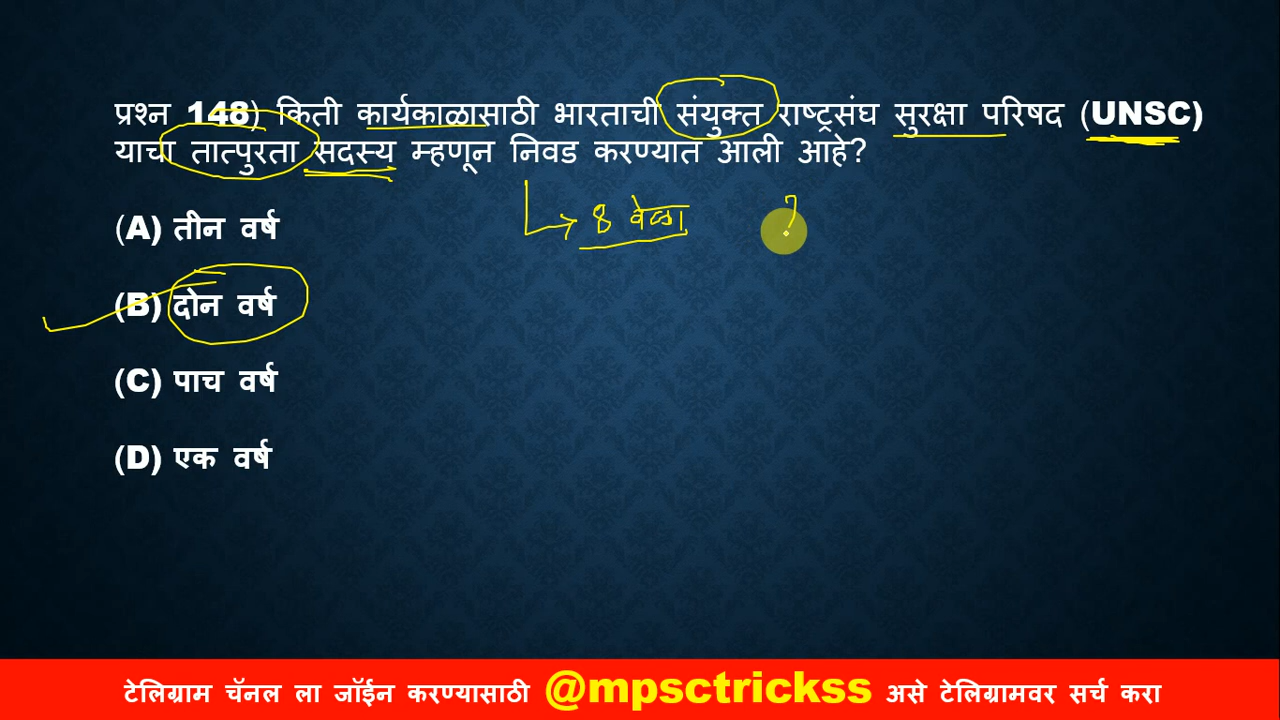 प्रश्न 148) किती कार्यकाळासाठी भारताची संयुक्त राष्ट्रसंघ सुरक्षा परिषद (UNSC)
याचा तात्पुरता सदस्य म्हणून निवड करण्यात आली आहे?
8 वेळा ?
(A) तीन वर्ष
(B) दोन वर्ष
(C) पाच वर्ष
(D) एक वर्ष
टेलिग्राम चॅनल ला जॉईन करण्यासाठी @mpsctrickss असे टेलिग्रामवर सर्च करा